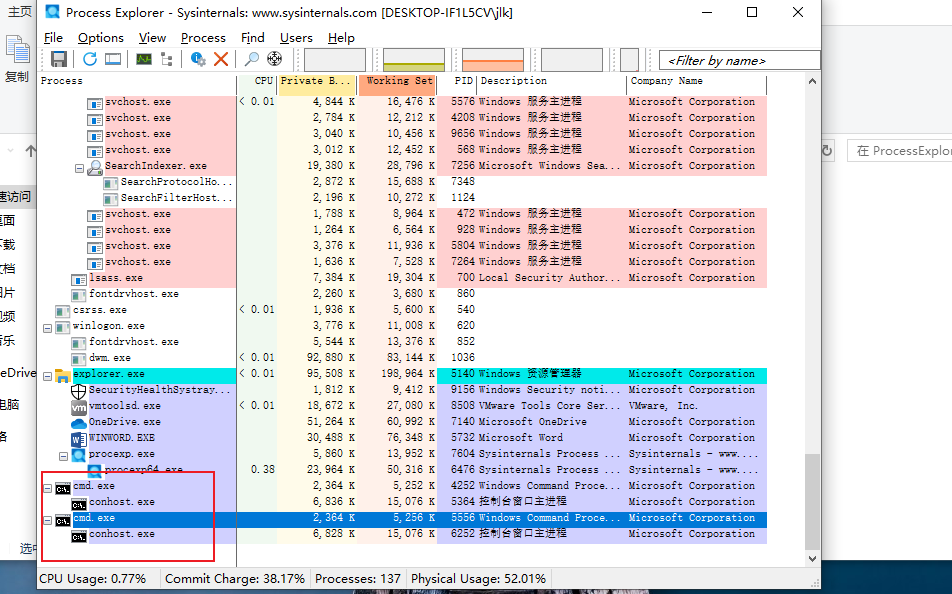 主页
复制
速访问
桌面
下载
文档
图片
视频
音乐
eDrive
电脑
络
选中
在 ProcessExplo
Process Explorer - Sysinternals: www.sysinternals.com [DESKTOP-IF1L5CV\jlk]
File Options View Process Find Users Help
<Filter by name>
Process CPU Private B... Working Set PID Description Company Name
svchost.exe < 0.01 4,844 K 16,476 K 5576 Windows 服务主进程 Microsoft Corporation
svchost.exe 2,784 K 12,212 K 4208 Windows 服务主进程 Microsoft Corporation
svchost.exe 3,040 K 10,456 K 9656 Windows 服务主进程 Microsoft Corporation
svchost.exe 3,012 K 12,452 K 568 Windows 服务主进程 Microsoft Corporation
SearchIndexer.exe 19,380 K 28,796 K 7256 Microsoft Windows Sea... Microsoft Corporation
SearchProtocolHo... 2,872 K 15,688 K 7348
SearchFilterHost... 2,196 K 10,272 K 1124
svchost.exe 1,788 K 8,964 K 472 Windows 服务主进程 Microsoft Corporation
svchost.exe 1,264 K 6,564 K 928 Windows 服务主进程 Microsoft Corporation
svchost.exe 3,376 K 11,936 K 5804 Windows 服务主进程 Microsoft Corporation
svchost.exe 1,636 K 7,528 K 7264 Windows 服务主进程 Microsoft Corporation
lsass.exe 7,384 K 19,304 K 700 Local Security Author... Microsoft Corporation
fontdrvhost.exe 2,260 K 3,680 K 860
csrss.exe < 0.01 1,936 K 5,600 K 540
winlogon.exe 3,776 K 11,008 K 620
fontdrvhost.exe 5,544 K 13,376 K 852
dwm.exe < 0.01 92,880 K 83,144 K 1036
explorer.exe < 0.01 95,508 K 198,964 K 5140 Windows 资源管理器 Microsoft Corporation
SecurityHealthSystray... 1,812 K 9,412 K 9156 Windows Security noti... Microsoft Corporation
vmtoolsd.exe < 0.01 18,672 K 27,080 K 8508 VMware Tools Core Ser... VMware, Inc.
OneDrive.exe 51,264 K 60,992 K 7140 Microsoft OneDrive Microsoft Corporation
WINWORD.EXE 30,488 K 76,348 K 5732 Microsoft Word Microsoft Corporation
procexp.exe 5,860 K 13,952 K 7604 Sysinternals Process ... Sysinternals - www....
procexp64.exe 0.38 23,964 K 50,316 K 6476 Sysinternals Process ... Sysinternals - www....
cmd.exe 2,364 K 5,252 K 4252 Windows Command Proce... Microsoft Corporation
conhost.exe 6,836 K 15,076 K 5364 控制台窗口主进程 Microsoft Corporation
cmd.exe 2,364 K 5,256 K 5556 Windows Command Proce... Microsoft Corporation
conhost.exe 6,828 K 15,076 K 6252 控制台窗口主进程 Microsoft Corporation
CPU Usage: 0.77% Commit Charge: 38.17% Processes: 137 Physical Usage: 52.01%